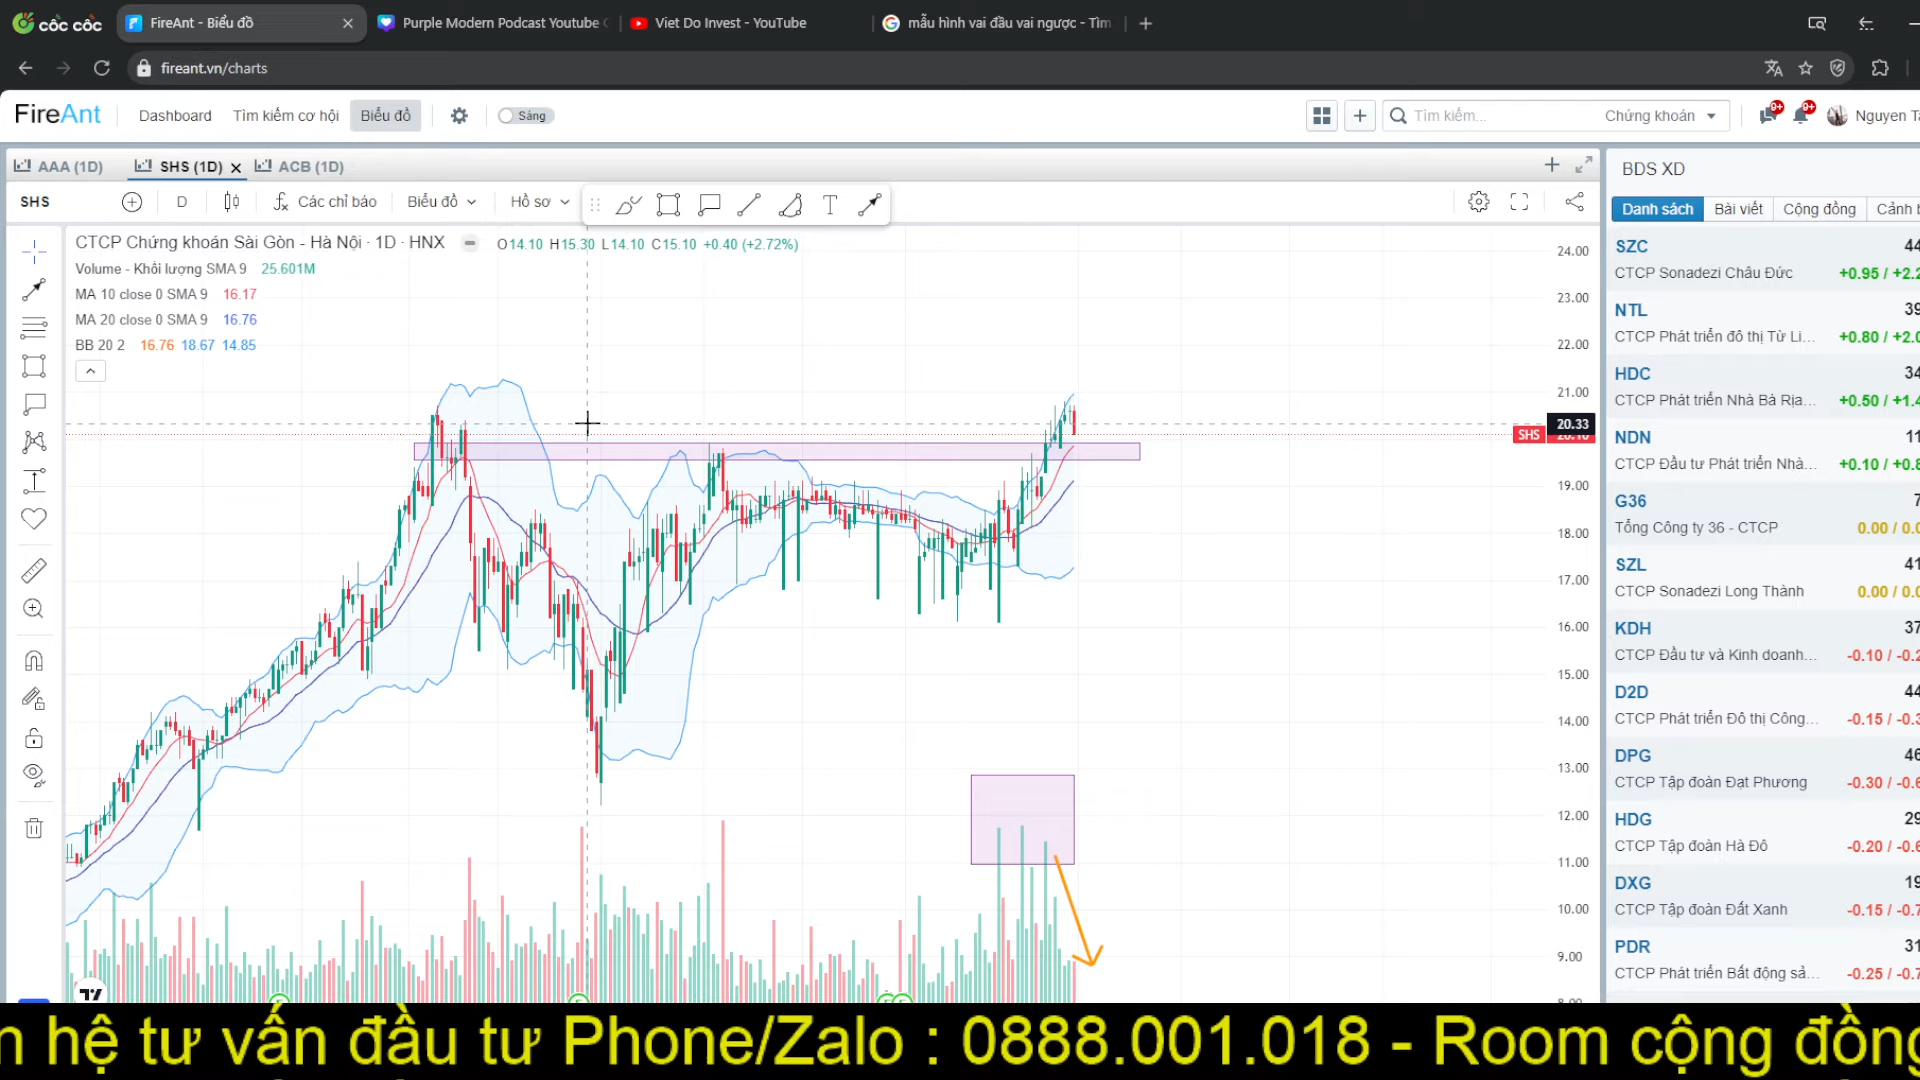 cốc cốc
FireAnt - Biểu đồ
Purple Modern Podcast Youtube
Viet Do Invest - YouTube
mẫu hình vai đầu vai ngược - Tìm
fireant.vn/charts
FireAnt
Dashboard
Tìm kiếm cơ hội
Biểu đồ
Sáng
Tìm kiếm...
Chứng khoán
9+
9+
Nguyen
AAA (1D)
SHS (1D)
ACB (1D)
SHS
D
Các chỉ báo
Biểu đồ
Hồ sơ
CTCP Chứng khoán Sài Gòn - Hà Nội · 1D · HNX
O14.10 H15.30 L14.10 C15.10 +0.40 (+2.72%)
Volume - Khối lượng SMA 9 25.601M
MA 10 close 0 SMA 9 16.17
MA 20 close 0 SMA 9 16.76
BB 20 2 16.76 18.67 14.85
24.00
23.00
22.00
21.00
20.33
SHS
19.00
18.00
17.00
16.00
15.00
14.00
13.00
12.00
11.00
10.00
9.00
BDS XD
Danh sách
Bài viết
Cộng đồng
Cảnh
SZC
CTCP Sonadezi Châu Đức
+0.95 /
NTL
CTCP Phát triển đô thị Từ Li...
+0.80 /
HDC
CTCP Phát triển Nhà Bà Rịa...
+0.50 /
NDN
CTCP Đầu tư Phát triển Nhà...
+0.10 /
G36
Tổng Công ty 36 - CTCP
0.00 /
SZL
CTCP Sonadezi Long Thành
0.00 /
KDH
CTCP Đầu tư và Kinh doanh...
-0.10 /
D2D
CTCP Phát triển Đô thị Công...
-0.15 /
DPG
CTCP Tập đoàn Đạt Phương
-0.30 /
HDG
CTCP Tập đoàn Hà Đô
-0.20 /
DXG
CTCP Tập đoàn Đất Xanh
-0.15 /
PDR
CTCP Phát triển Bất động sả...
-0.25 /
n hệ tư vấn đầu tư Phone/Zalo : 0888.001.018 - Room cộng đồng